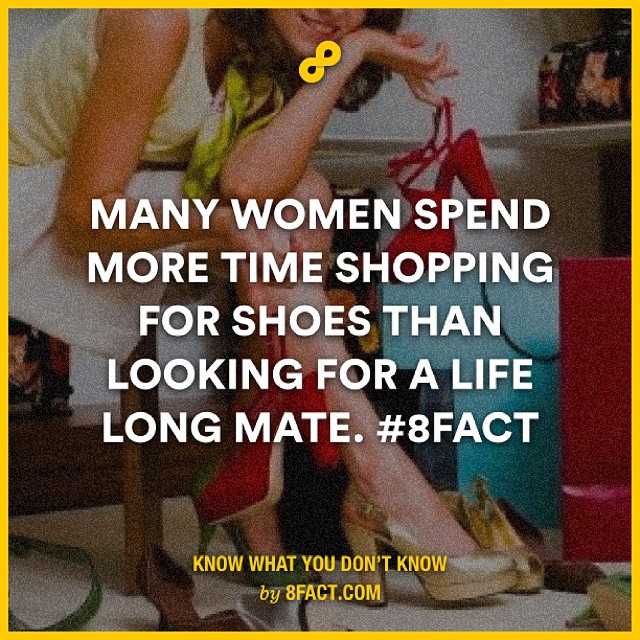 MANY WOMEN SPEND
MORE TIME SHOPPING
FOR SHOES THAN
LOOKING FOR A LIFE
LONG MATE. #8FACT
KNOW WHAT YOU DON'T KNOW
by 8FACT.COM